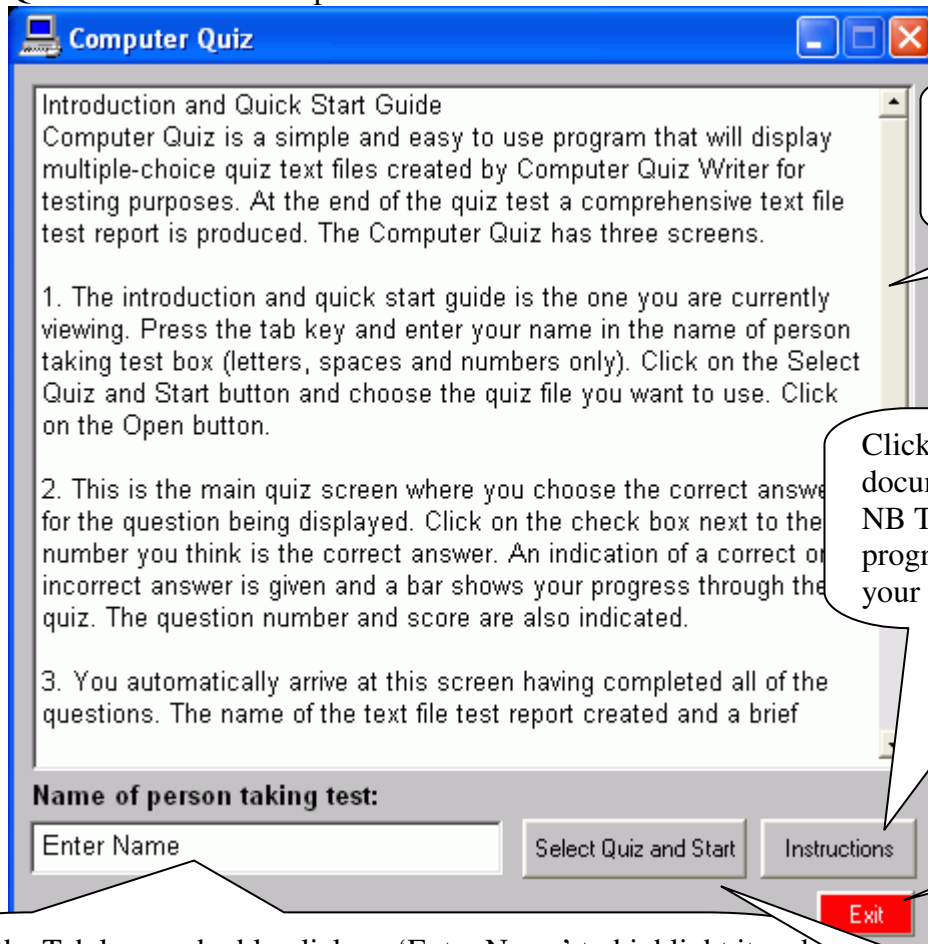 Computer Quiz
Introduction and Quick Start Guide
Computer Quiz is a simple and easy to use program that will display
multiple-choice quiz text files created by Computer Quiz Writer for
testing purposes. At the end of the quiz test a comprehensive text file
test report is produced. The Computer Quiz has three screens.
1. The introduction and quick start guide is the one you are currently
viewing. Press the tab key and enter your name in the name of person
taking test box (letters, spaces and numbers only). Click on the Select
Quiz and Start button and choose the quiz file you want to use. Click
on the Open button.
2. This is the main quiz screen where you choose the correct answe
for the question being displayed. Click on the check box next to the
number you think is the correct answer. An indication of a correct or
incorrect answer is given and a bar shows your progress through the
quiz. The question number and score are also indicated.
3. You automatically arrive at this screen having completed all of the
questions. The name of the text file test report created and a brief
Click
docu
NB T
progr
your
Name of person taking test:
Enter Name
Select Quiz and Start
Instructions
Exit